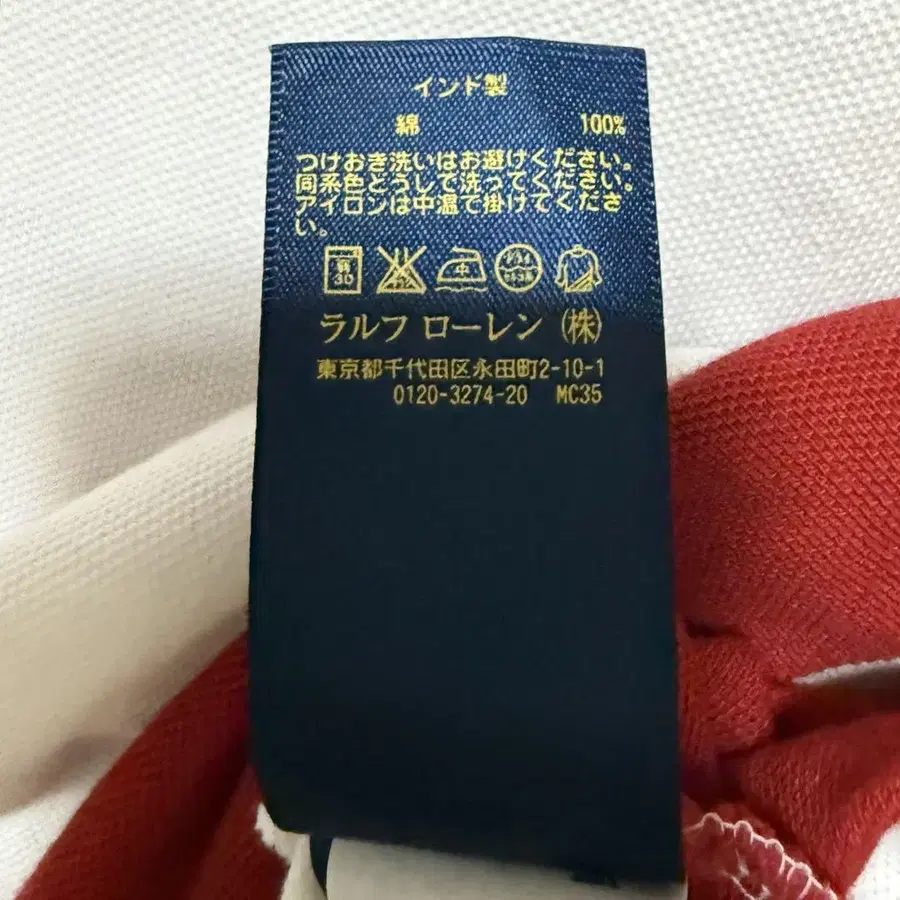 インド製
綿 100%
つけおき洗いはお避けください。
同系色どうしで洗ってください。
アイロンは中温で掛けてくださ
い。
30 中
ラルフ ローレン (株)
東京都千代田区永田町2-10-1
0120-3274-20 MC35